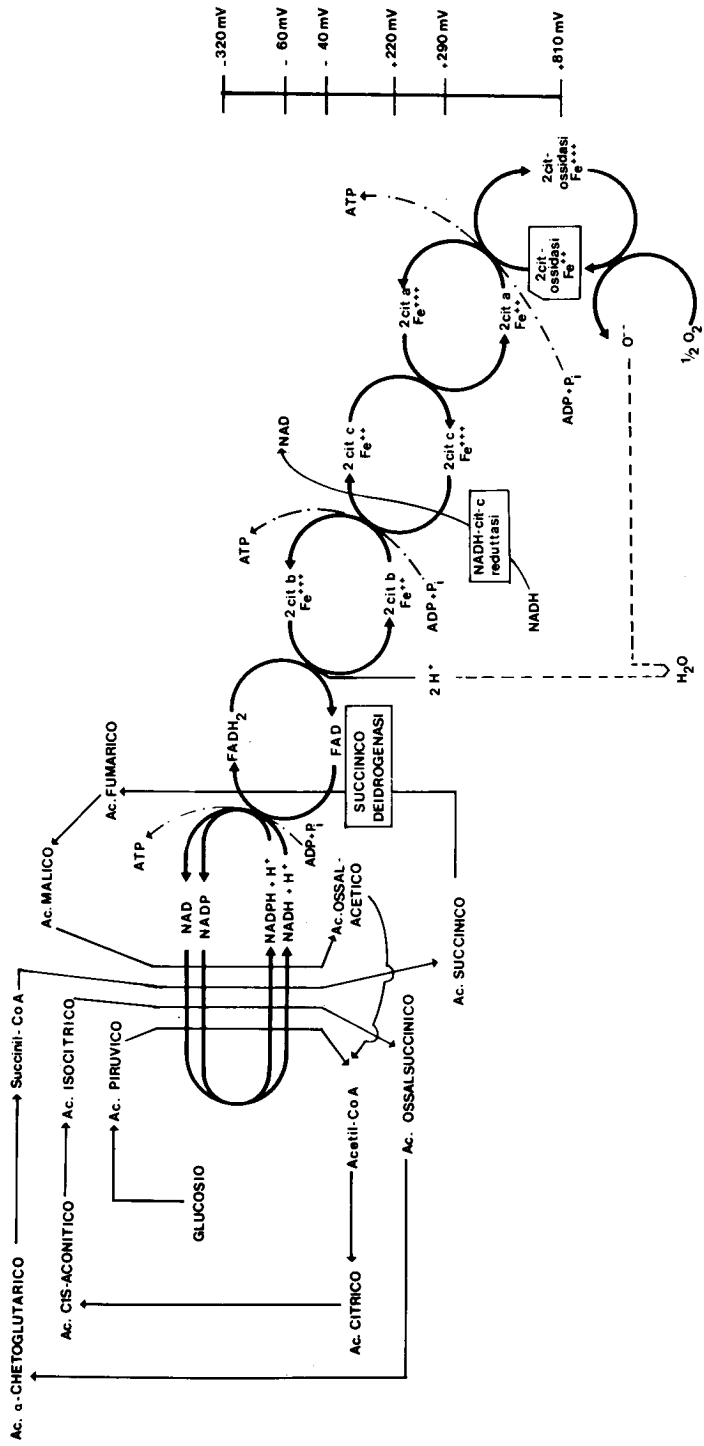 Ac. α-CHETOGLUTARICO
Succinil-CoA
Ac. CIS-ACONITICO
Ac. ISOCITRICO
GLUCOSIO
Ac. PIRUVICO
Ac. CITRICO
Acetil-CoA
Ac. OSSALSUCCINICO
Ac. MALICO
Ac. FUMARICO
NAD
NADP
NADPH + H+
NADH + H+
Ac. OSSAL-
ACETICO
Ac. SUCCINICO
ATP
ADP+Pi
FADH2
FAD
SUCCINICO
DEIDROGENASI
2 cit b
Fe+++
2 cit b
Fe++
ATP
ADP+Pi
2 H+
2 cit c
Fe++
2 cit c
Fe+++
NAD
NADH-cit-c
reduttasi
NADH
2 cit a
Fe+++
2 cit a
Fe++
ATP
ADP+Pi
2cit-
ossidasi
Fe++
2cit-
ossidasi
Fe+++
O--
1/2 O2
H2O
- 320 mV
- 60 mV
- 40 mV
+220 mV
+290 mV
+810 mV